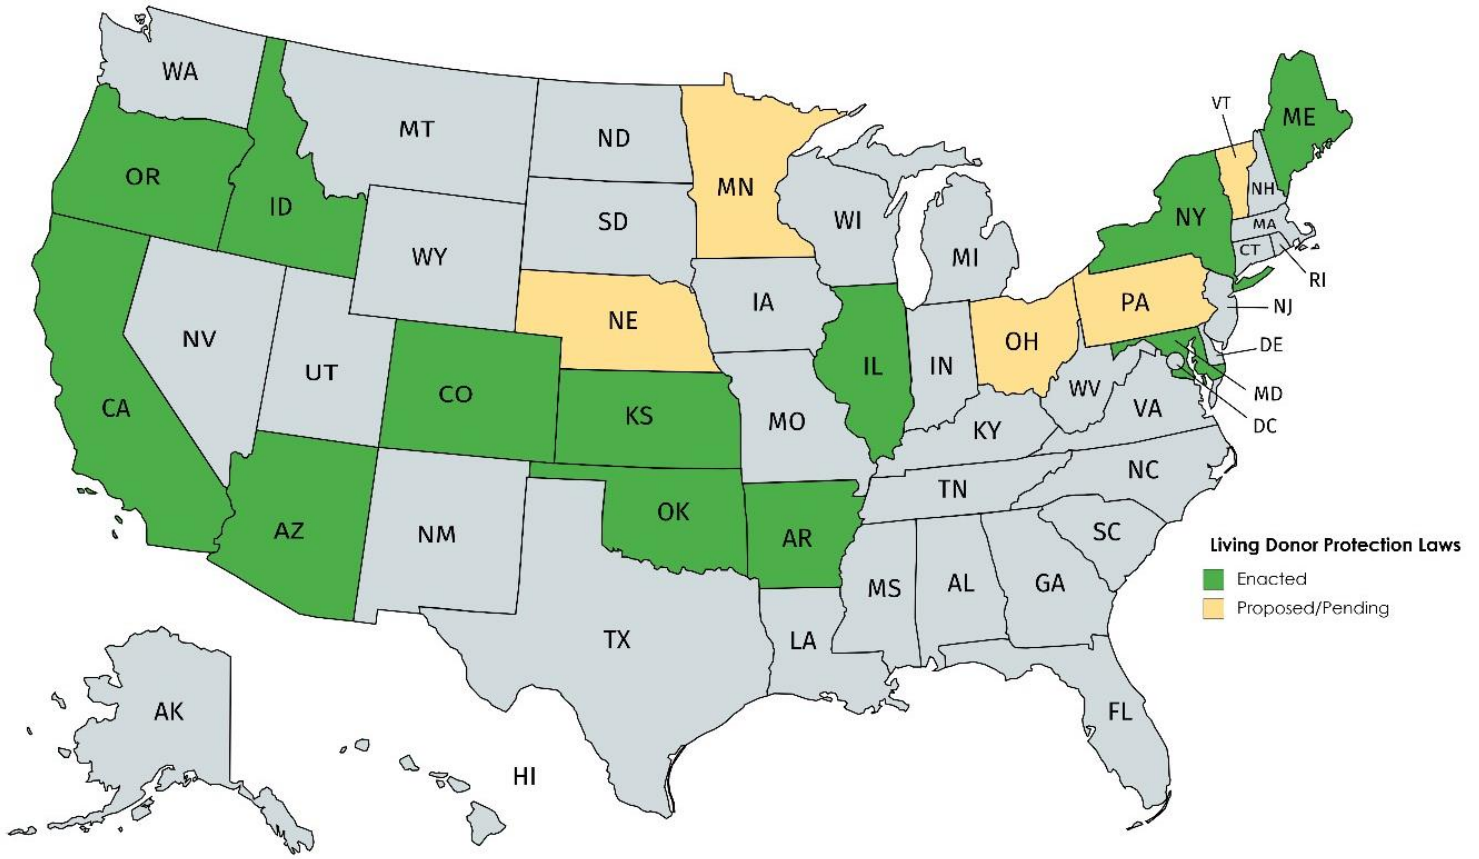 WA
MT
ND
MN
VT
ME
OR
ID
SD
WI
NH
NY
MA
WY
MI
CT
RI
IA
PA
NJ
NE
NV
OH
DE
UT
IL
IN
CO
WV
MD
CA
KS
MO
VA
DC
KY
NC
TN
OK
AZ
NM
AR
SC
Living Donor Protection Laws
Enacted
Proposed/Pending
MS
AL
GA
TX
LA
AK
FL
HI